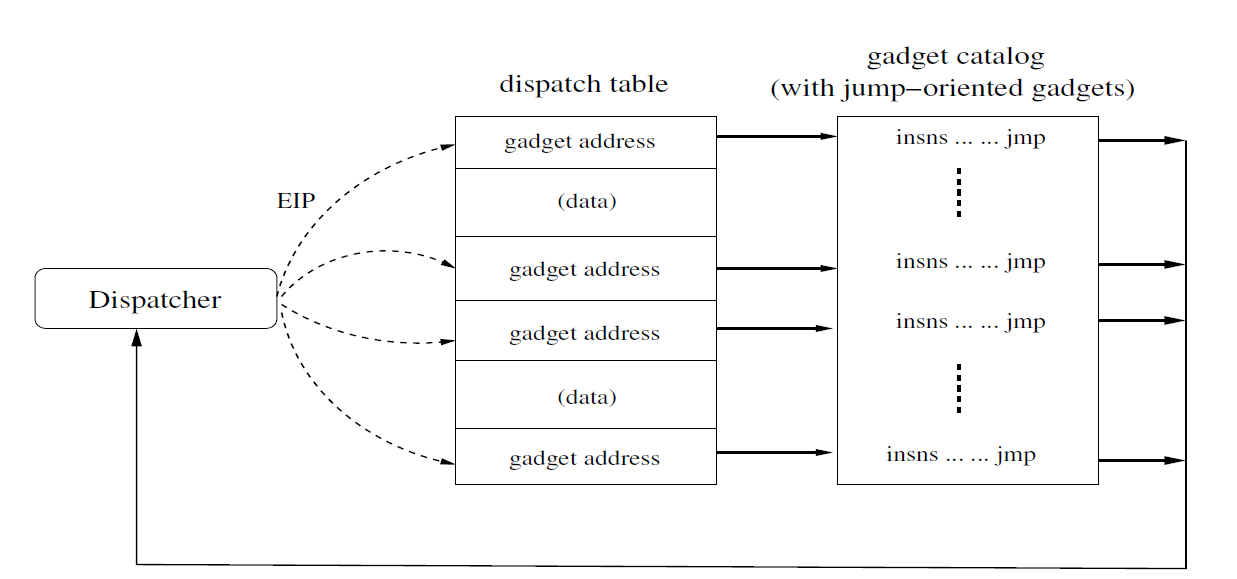 gadget catalog
(with jump−oriented gadgets)
dispatch table
gadget address
(data)
gadget address
gadget address
(data)
gadget address
insns ... ... jmp
insns ... ... jmp
insns ... ... jmp
insns ... ... jmp
EIP
Dispatcher